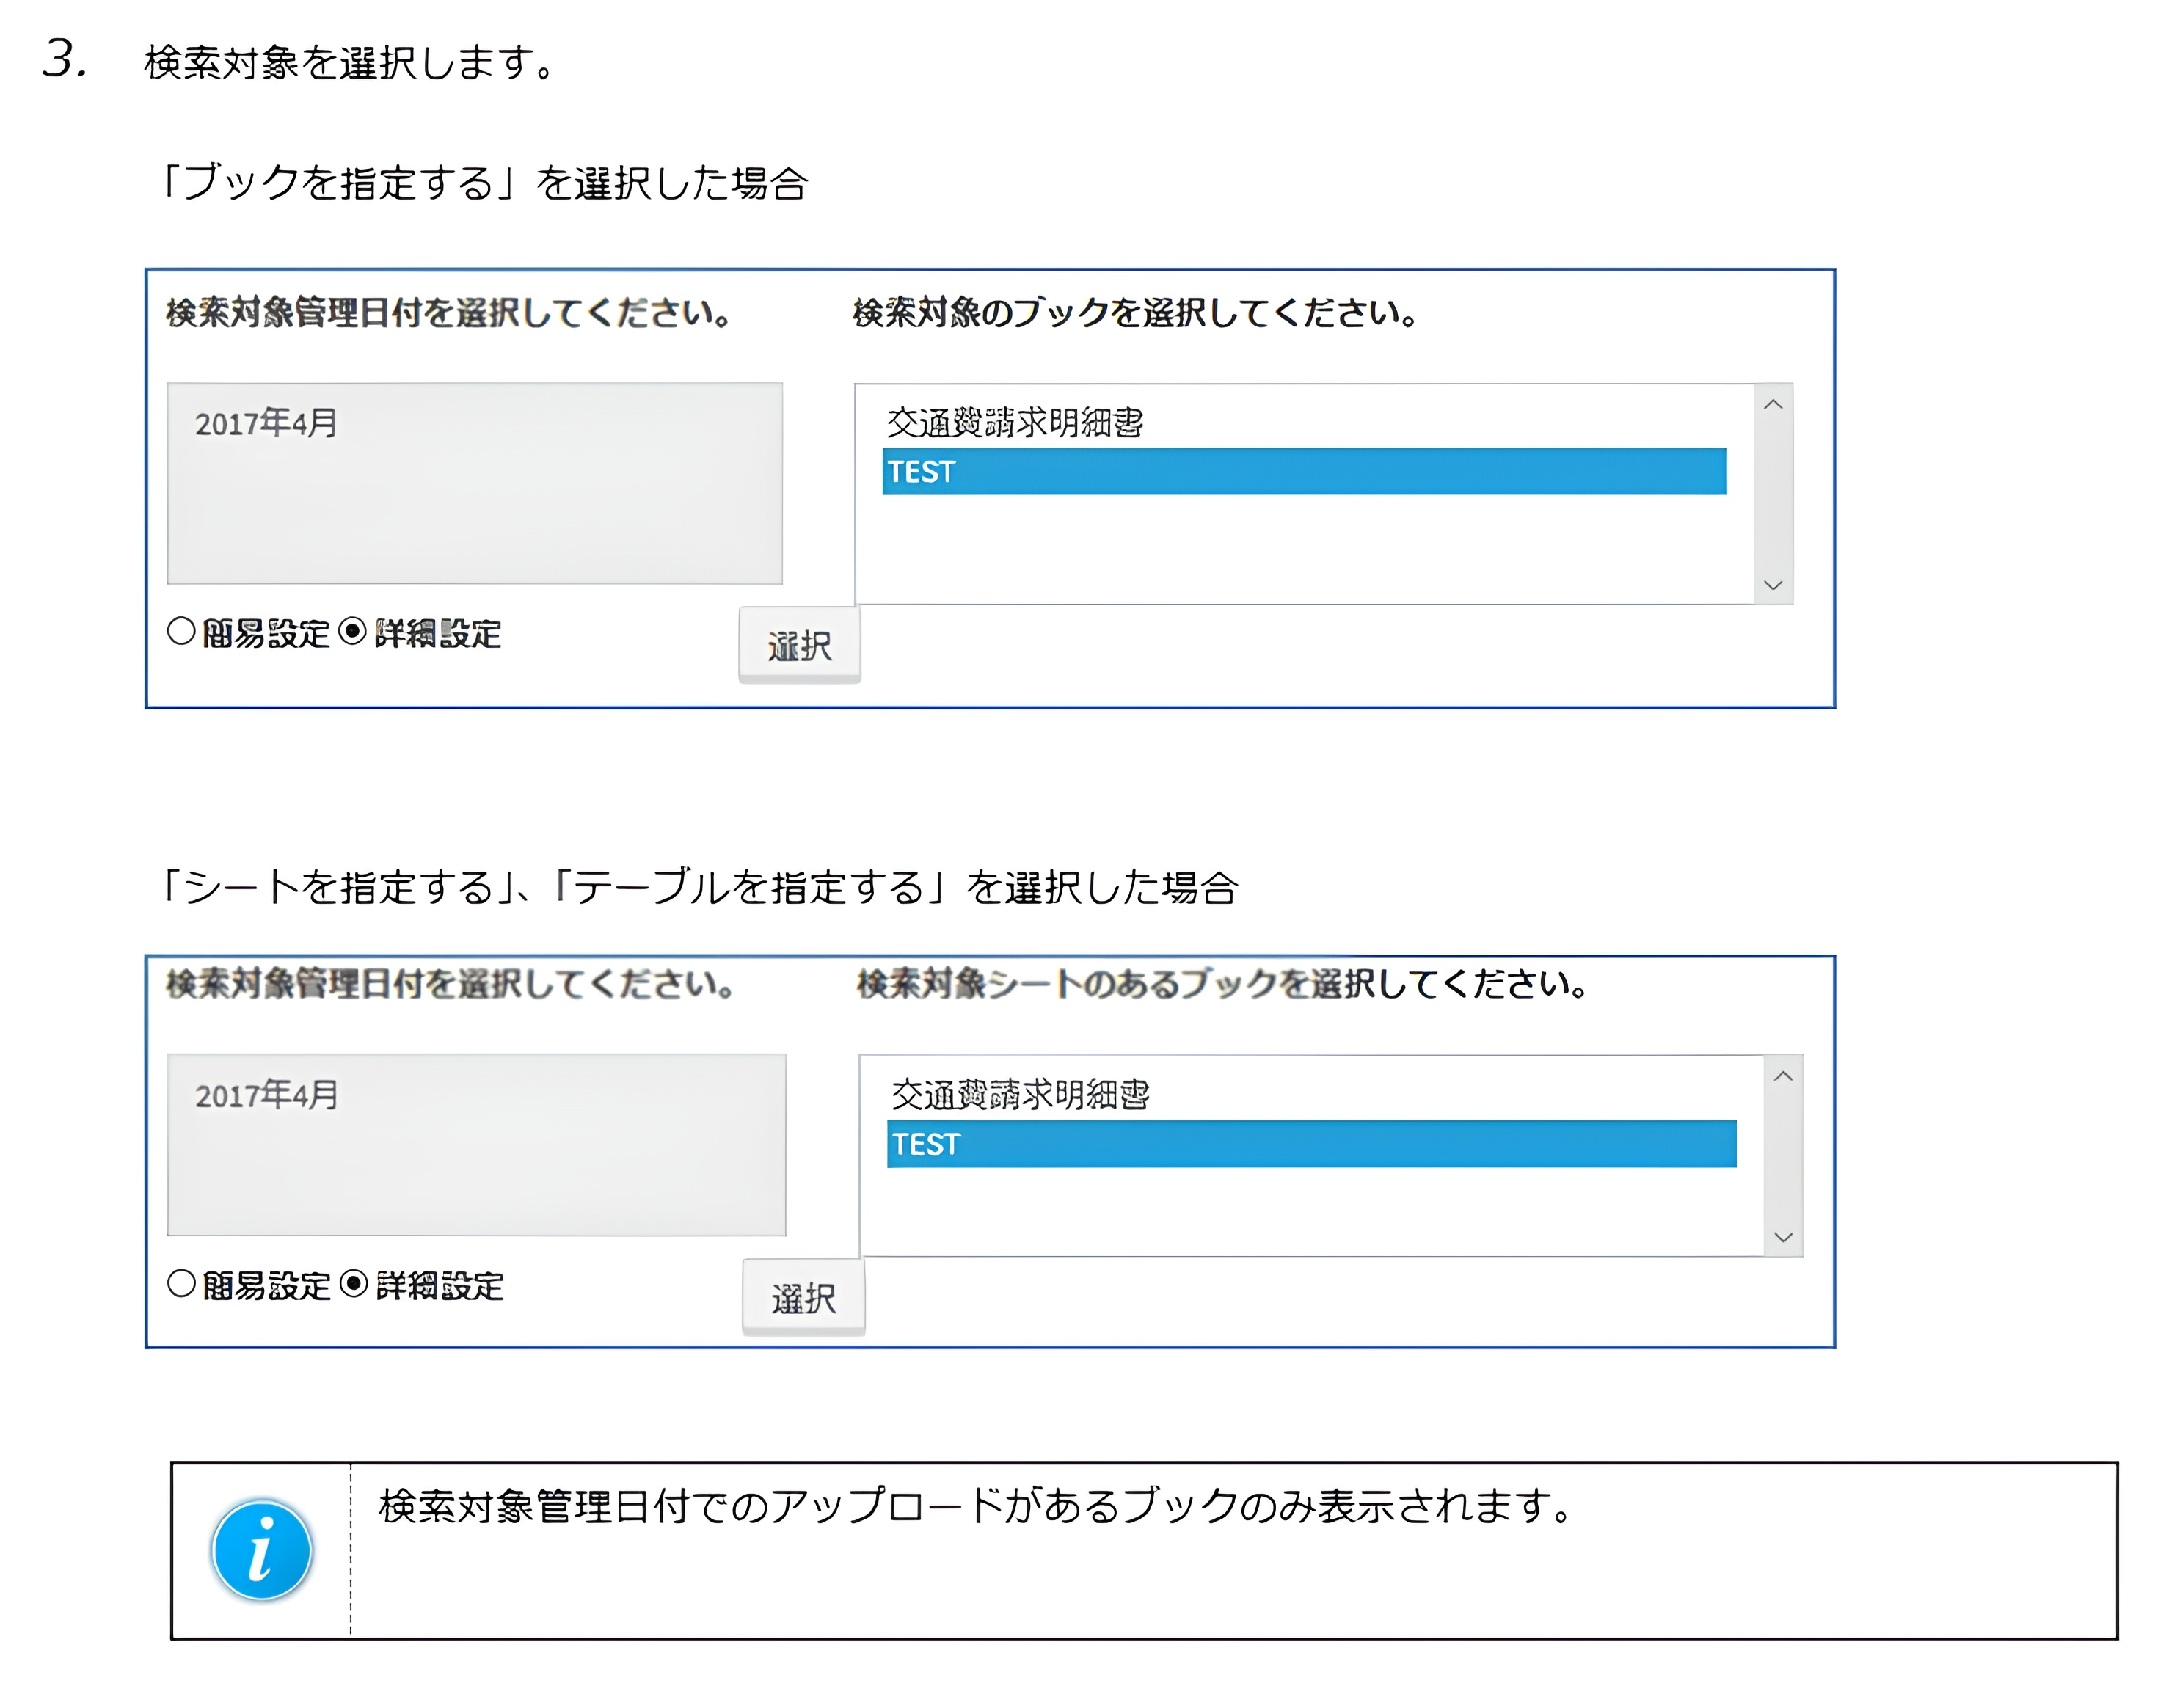 3. 検索対象を選択します。
「ブックを指定する」を選択した場合
検索対象管理日付を選択してください。
検索対象のブックを選択してください。
2017年4月
交通費請求明細書
TEST
簡易設定 詳細設定
選択
「シートを指定する」、「テーブルを指定する」を選択した場合
検索対象管理日付を選択してください。
検索対象シートのあるブックを選択してください。
2017年4月
交通費請求明細書
TEST
簡易設定 詳細設定
選択
i
検索対象管理日付でのアップロードがあるブックのみ表示されます。